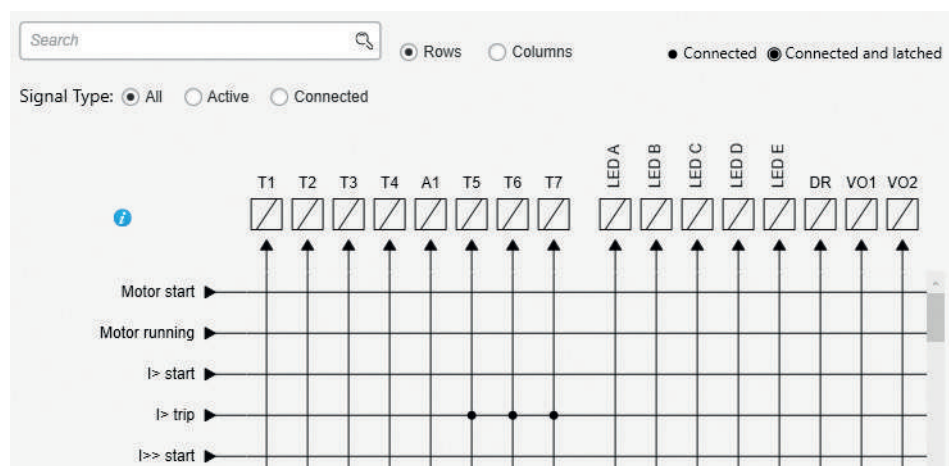 Search
Rows Columns Connected Connected and latched
Signal Type: All Active Connected
T1 T2 T3 T4 A1 T5 T6 T7 LED A LED B LED C LED D LED E DR VO1 VO2
i
Motor start
Motor running
I> start
I> trip
I>> start